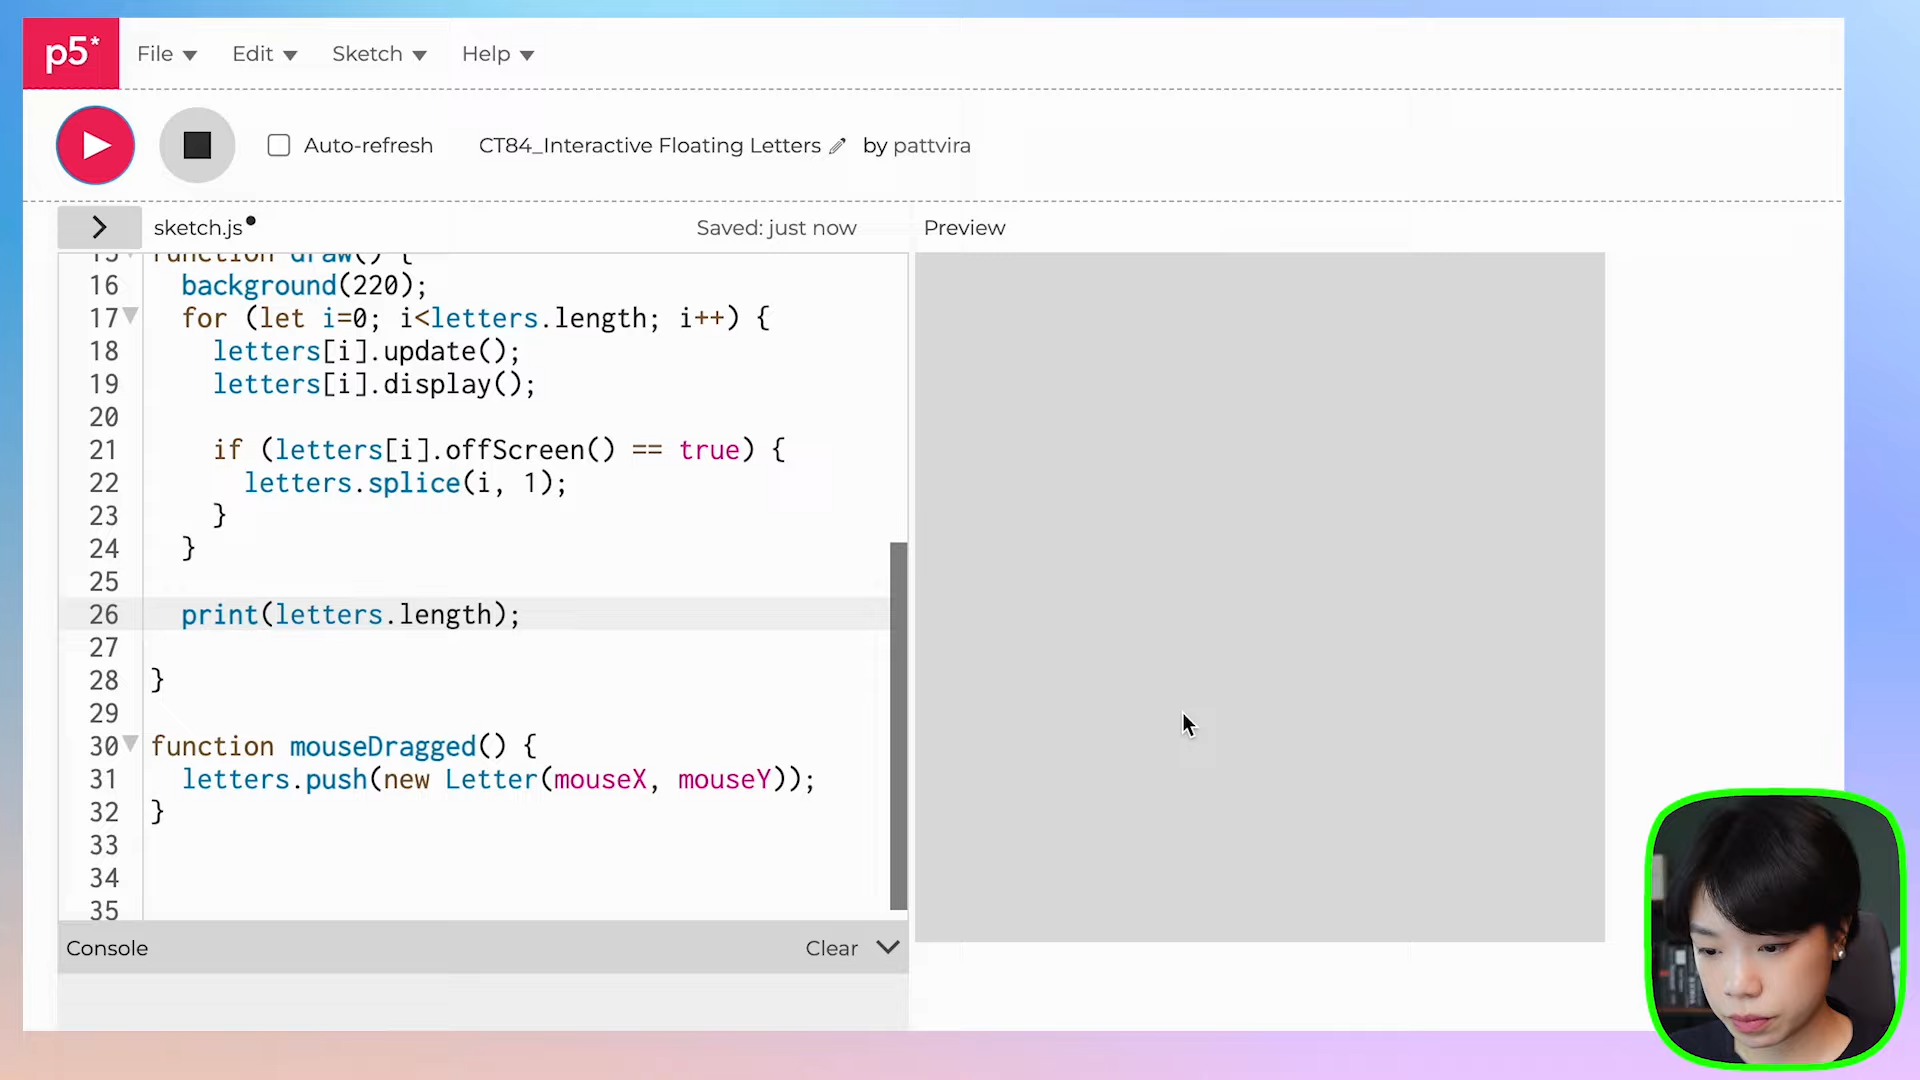 p5*
File Edit Sketch Help
Auto-refresh CT84_Interactive Floating Letters by pattvira
sketch.js Saved: just now Preview
15 function draw() {
16 background(220);
17 for (let i=0; i<letters.length; i++) {
18 letters[i].update();
19 letters[i].display();
20
21 if (letters[i].offScreen() == true) {
22 letters.splice(i, 1);
23 }
24 }
25
26 print(letters.length);
27
28 }
29
30 function mouseDragged() {
31 letters.push(new Letter(mouseX, mouseY));
32 }
33
34
35
Console Clear